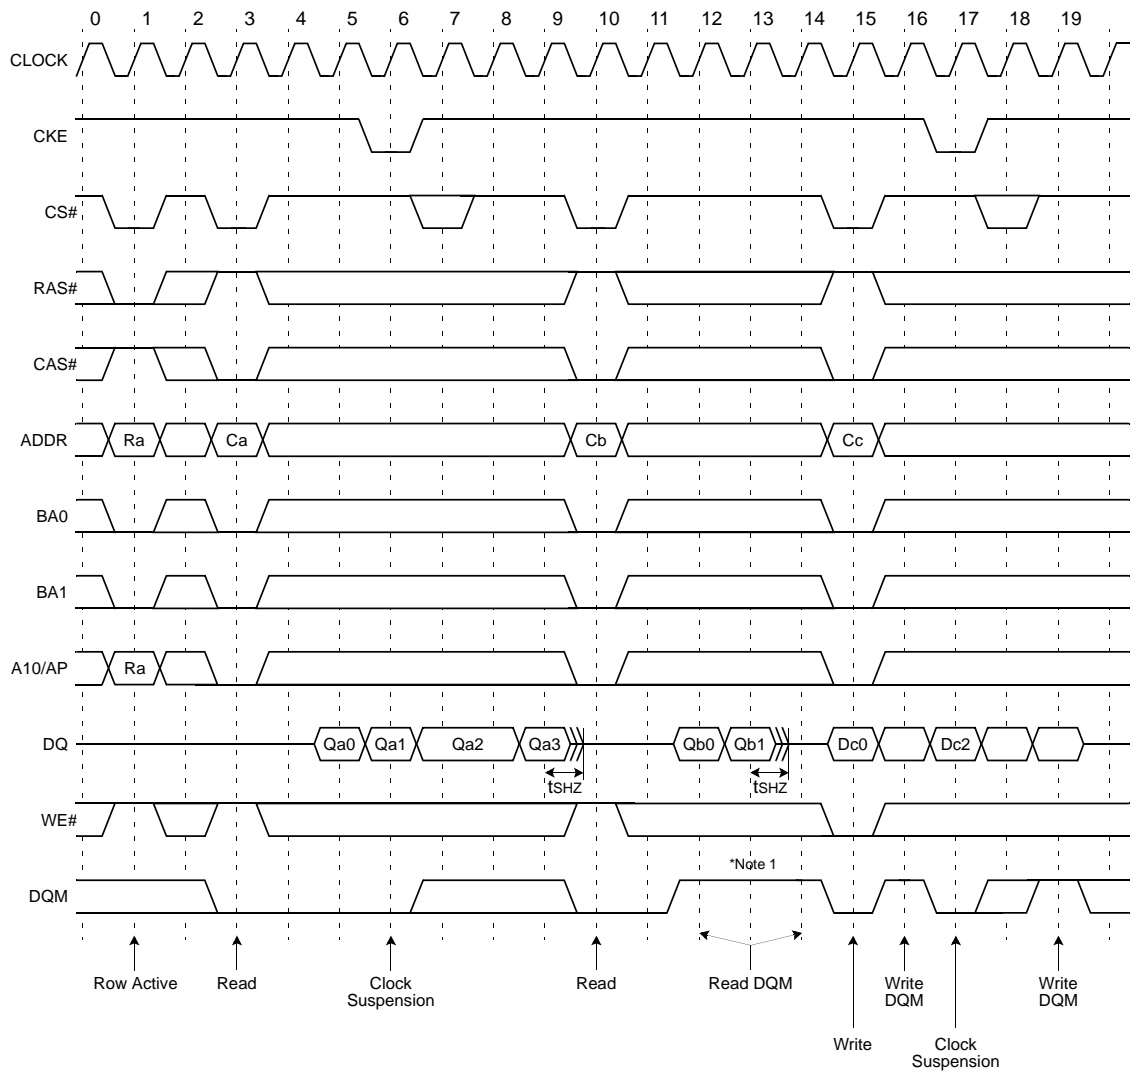 0 1 2 3 4 5 6 7 8 9 10 11 12 13 14 15 16 17 18 19
CLOCK
CKE
CS#
RAS#
CAS#
ADDR Ra Ca Cb Cc
BA0
BA1
A10/AP Ra
DQ Qa0 Qa1 Qa2 Qa3 Qb0 Qb1 Dc0 Dc2
tSHZ tSHZ
WE#
*Note 1
DQM
Row Active Read Clock Read Read DQM Write Write
Suspension DQM DQM
Write Clock
Suspension